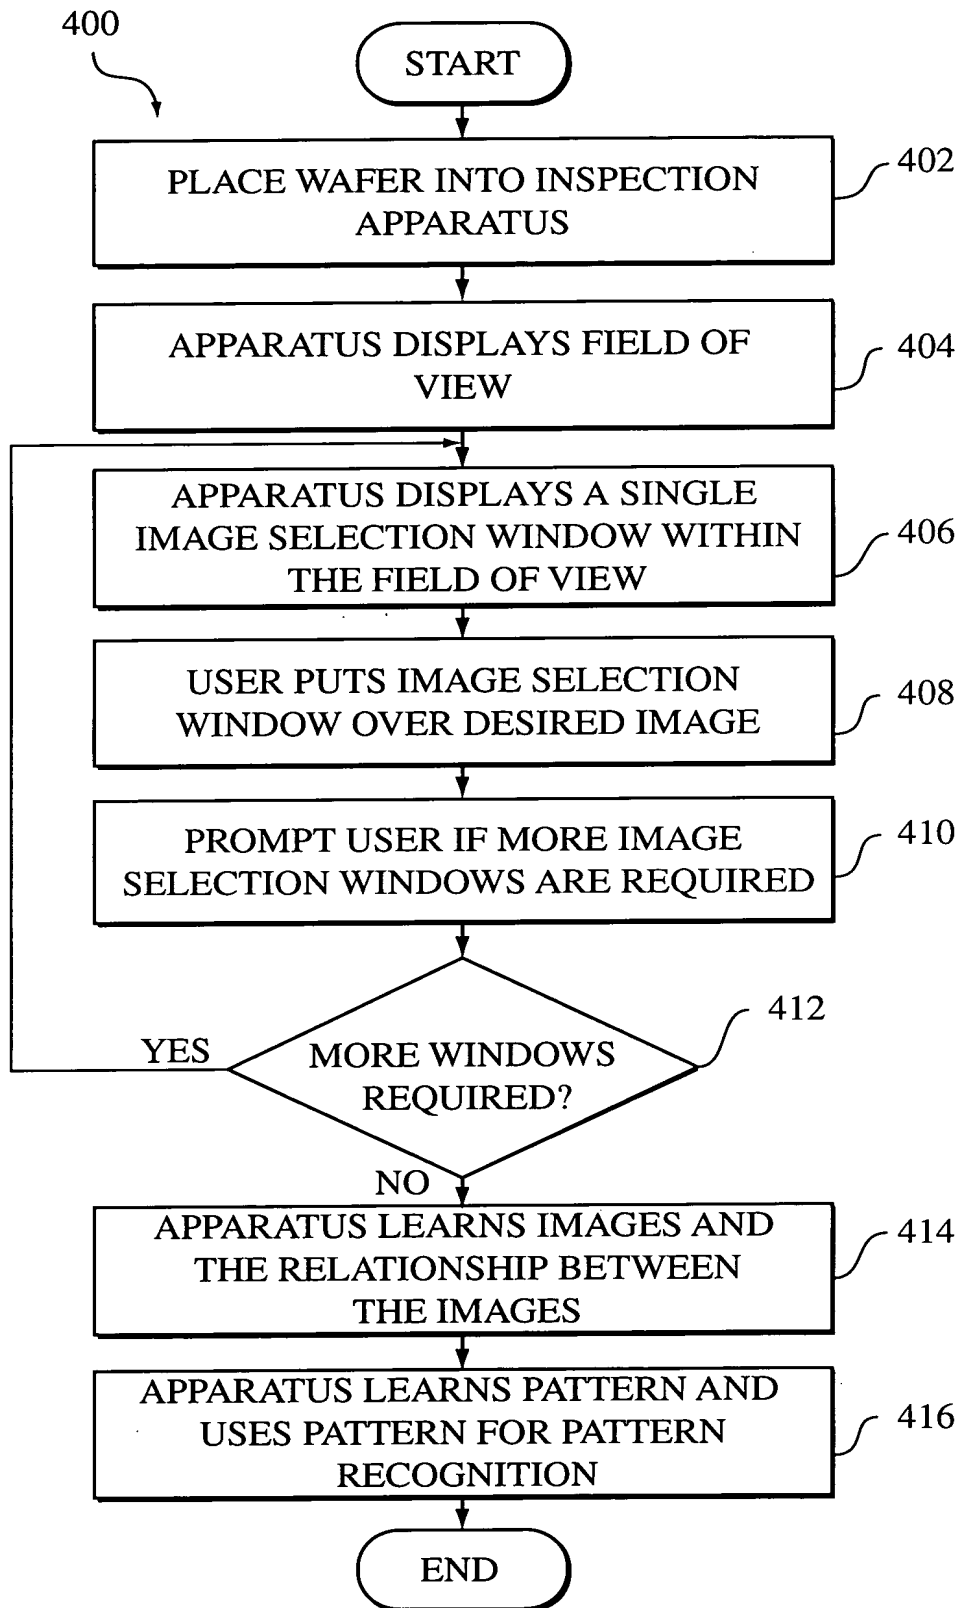 400
START
PLACE WAFER INTO INSPECTION
APPARATUS
402
APPARATUS DISPLAYS FIELD OF
VIEW
404
APPARATUS DISPLAYS A SINGLE
IMAGE SELECTION WINDOW WITHIN
THE FIELD OF VIEW
406
USER PUTS IMAGE SELECTION
WINDOW OVER DESIRED IMAGE
408
PROMPT USER IF MORE IMAGE
SELECTION WINDOWS ARE REQUIRED
410
MORE WINDOWS
REQUIRED?
412
YES
NO
APPARATUS LEARNS IMAGES AND
THE RELATIONSHIP BETWEEN
THE IMAGES
414
APPARATUS LEARNS PATTERN AND
USES PATTERN FOR PATTERN
RECOGNITION
416
END